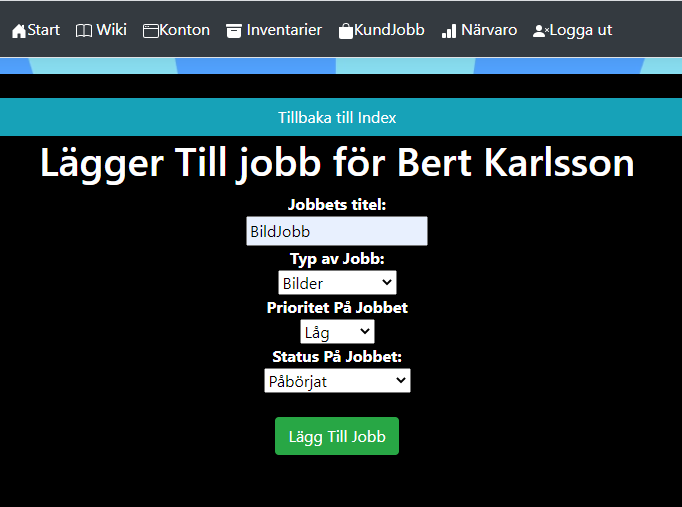 Start Wiki Konton Inventarier KundJobb Närvaro Logga ut
Tillbaka till Index
Lägger Till jobb för Bert Karlsson
Jobbets titel:
BildJobb
Typ av Jobb:
Bilder
Prioritet På Jobbet
Låg
Status På Jobbet:
Påbörjat
Lägg Till Jobb